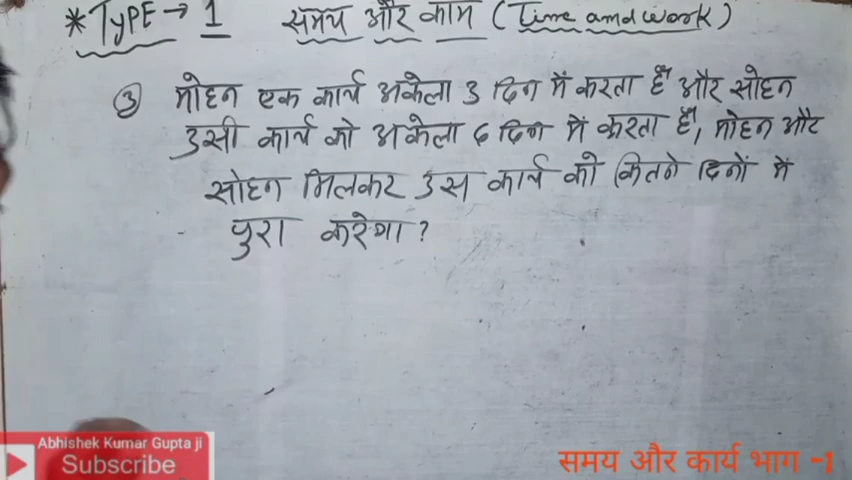 * TYPE → 1 समय और काम (Time and work)
③ मोहन एक कार्य अकेला 3 दिन में करता हैं और सोहन
उसी कार्य को अकेला 6 दिन में करता हैं, मोहन और
सोहन मिलकर उस कार्य को कितने दिनों में
पुरा करेगा ?
Abhishek Kumar Gupta ji
Subscribe
समय और कार्य भाग -1